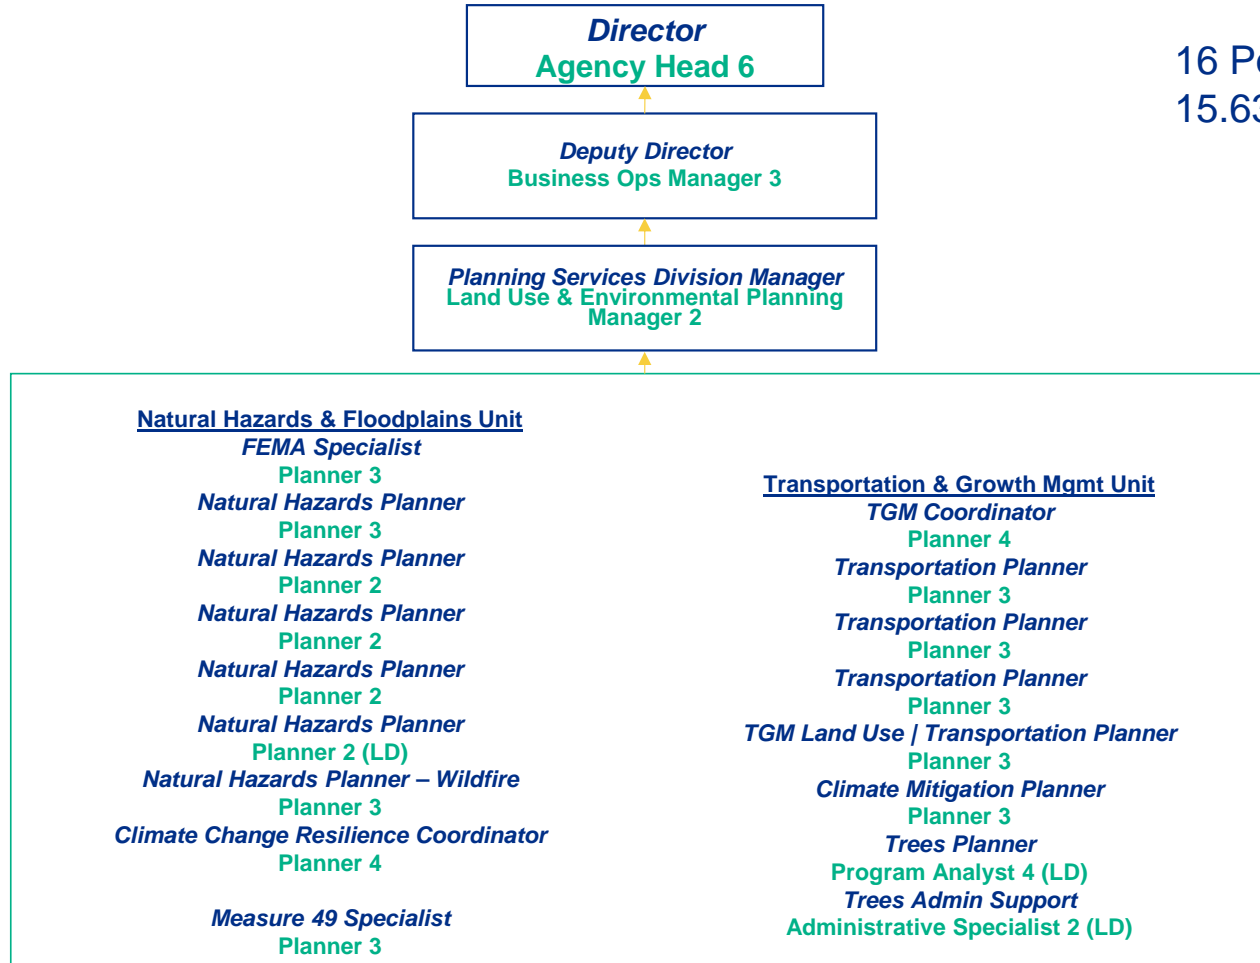 Director
Agency Head 6
16
15.63
Deputy Director
Business Ops Manager 3
Planning Services Division Manager
Land Use & Environmental Planning
Manager 2
Natural Hazards & Floodplains Unit
FEMA Specialist
Planner 3
Natural Hazards Planner
Planner 3
Natural Hazards Planner
Planner 2
Natural Hazards Planner
Planner 2
Natural Hazards Planner
Planner 2
Natural Hazards Planner
Planner 2 (LD)
Natural Hazards Planner – Wildfire
Planner 3
Climate Change Resilience Coordinator
Planner 4
Measure 49 Specialist
Planner 3
Transportation & Growth Mgmt Unit
TGM Coordinator
Planner 4
Transportation Planner
Planner 3
Transportation Planner
Planner 3
Transportation Planner
Planner 3
TGM Land Use | Transportation Planner
Planner 3
Climate Mitigation Planner
Planner 3
Trees Planner
Program Analyst 4 (LD)
Trees Admin Support
Administrative Specialist 2 (LD)